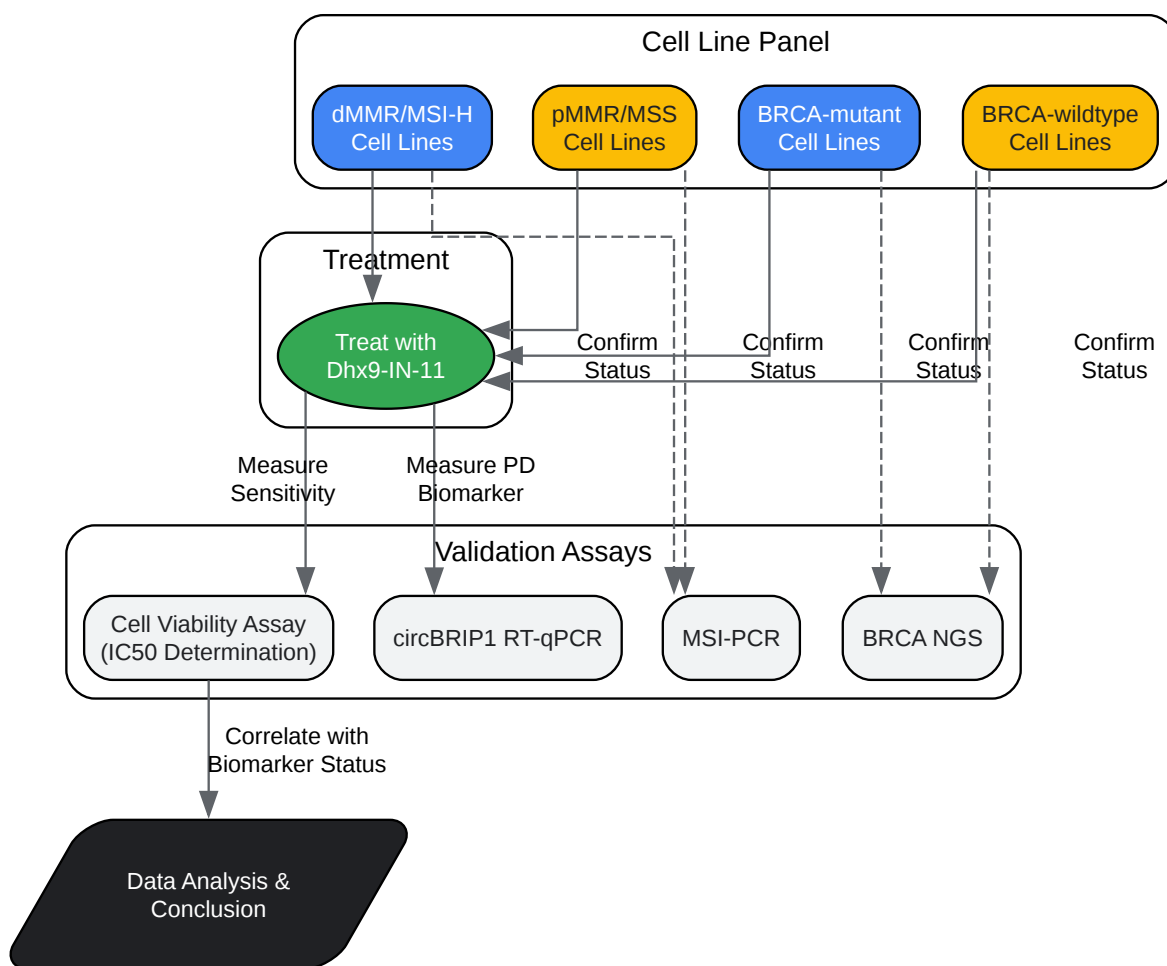 Cell Line Panel
dMMR/MSI-H
Cell Lines
pMMR/MSS
Cell Lines
BRCA-mutant
Cell Lines
BRCA-wildtype
Cell Lines
Treatment
Treat with
Dhx9-IN-11
Confirm
Status
Confirm
Status
Confirm
Status
Confirm
Status
Measure
Sensitivity
Measure PD
Biomarker
Validation Assays
Cell Viability Assay
(IC50 Determination)
circBRIP1 RT-qPCR
MSI-PCR
BRCA NGS
Correlate with
Biomarker Status
Data Analysis &
Conclusion